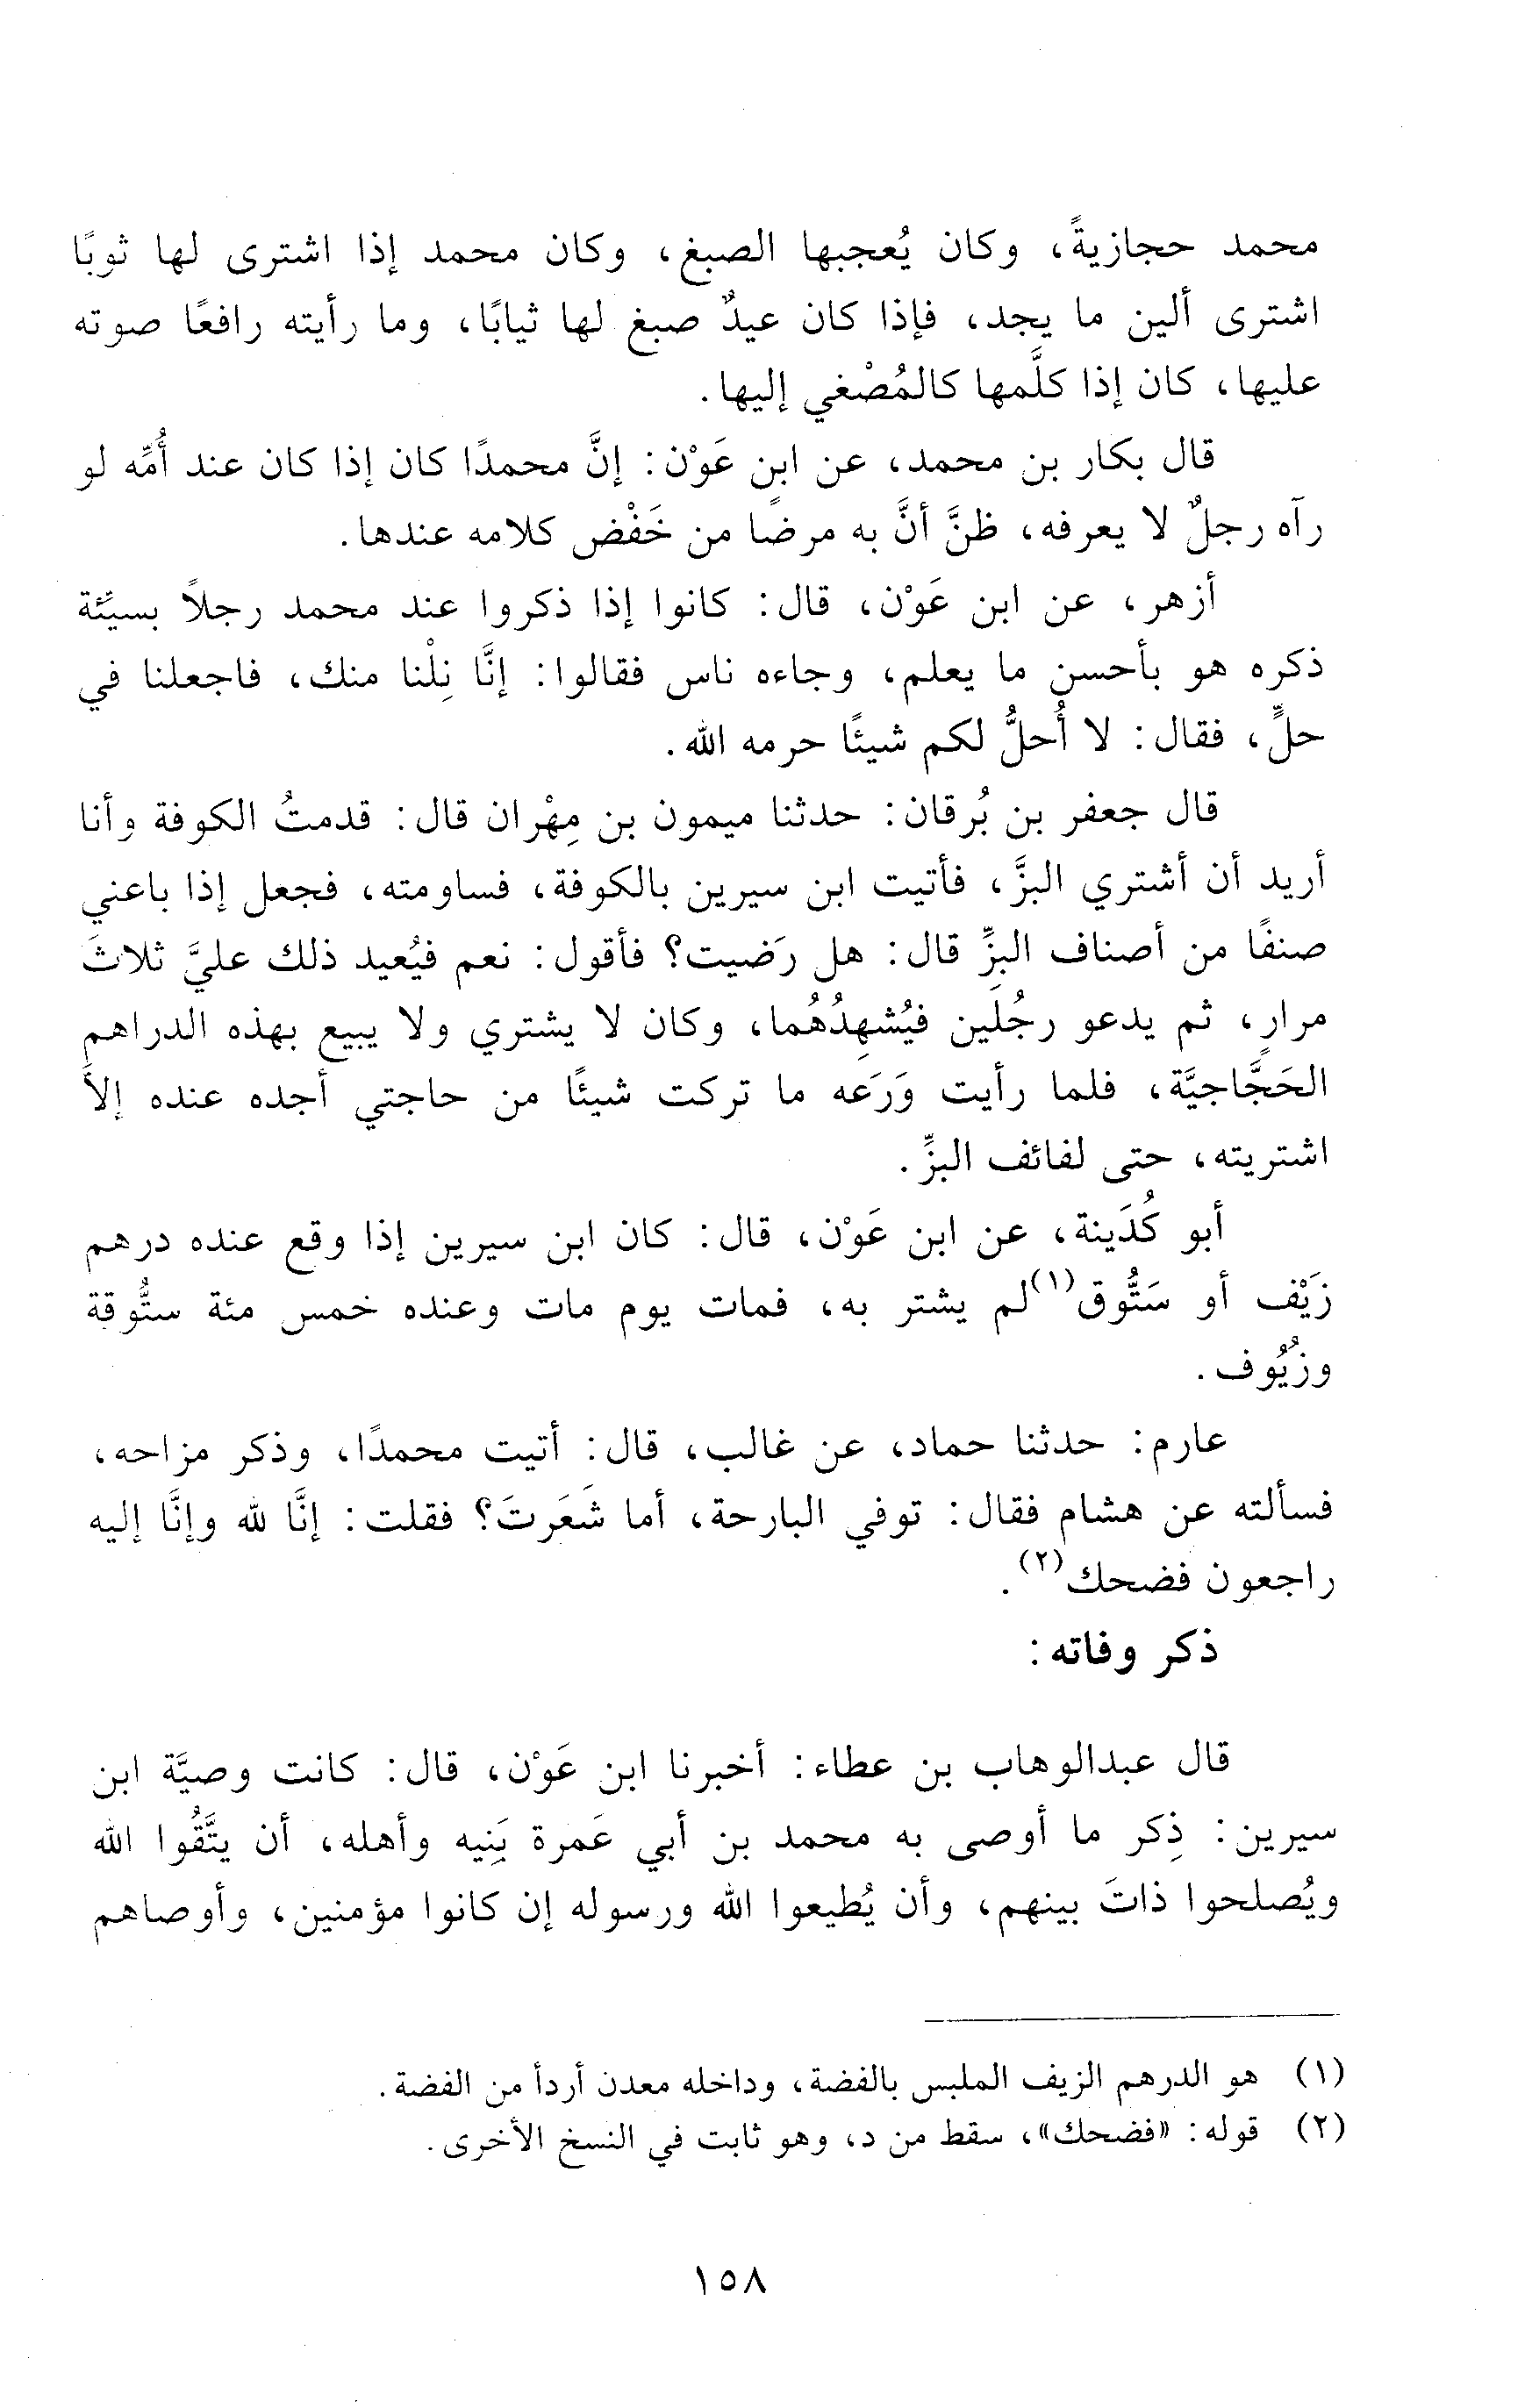 محمد حجازيةً، وكان يُعجبها الصبغ، وكان محمد إذا اشترى لها ثوبًا
اشترى ألين ما يجد، فإذا كان عيدٌ صبغ لها ثيابًا، وما رأيته رافعًا صوته
عليها، كان إذا كلَّمها كالمُصْغي إليها.
قال بكار بن محمد، عن ابن عَوْن: إنَّ محمدًا كان إذا كان عند أُمِّه لو
رآه رجلٌ لا يعرفه، ظنَّ أنَّ به مرضًا من خَفْض كلامه عندها.
أزهر، عن ابن عَوْن، قال: كانوا إذا ذكروا عند محمد رجلاً بسيِّئة
ذكره هو بأحسن ما يعلم، وجاءه ناس فقالوا: إنَّا نِلْنا منك، فاجعلنا في
حلٍّ، فقال: لا أُحلُّ لكم شيئًا حرمه الله.
قال جعفر بن بُرقان: حدثنا ميمون بن مِهْران قال: قدمتُ الكوفة وأنا
أريد أن أشتري البزَّ، فأتيت ابن سيرين بالكوفة، فساومته، فجعل إذا باعني
صنفًا من أصناف البزِّ قال: هل رَضيت؟ فأقول: نعم فيُعيد ذلك عليَّ ثلاثَ
مرارٍ، ثم يدعو رجُلَين فيُشهِدُهُما، وكان لا يشتري ولا يبيع بهذه الدراهم
الحَجَّاجيَّة، فلما رأيت وَرَعه ما تركت شيئًا من حاجتي أجده عنده إلاَّ
اشتريته، حتى لفائف البزِّ.
أبو كُدَينة، عن ابن عَوْن، قال: كان ابن سيرين إذا وقع عنده درهم
زَيْف أو سَتُّوق(١) لم يشتر به، فمات يوم مات وعنده خمس مئة ستُّوقة
وزُيُوف.
عارم: حدثنا حماد، عن غالب، قال: أتيت محمدًا، وذكر مزاحه،
فسألته عن هشام فقال: توفي البارحة، أما شَعَرتَ؟ فقلت: إنَّا لله وإنَّا إليه
راجعون فضحك(٢).
ذكر وفاته:
قال عبدالوهاب بن عطاء: أخبرنا ابن عَوْن، قال: كانت وصيَّة ابن
سيرين: ذِكر ما أوصى به محمد بن أبي عَمرة بَنِيه وأهله، أن يتَّقُوا الله
ويُصلحوا ذاتَ بينهم، وأن يُطيعوا الله ورسوله إن كانوا مؤمنين، وأوصاهم
(١) هو الدرهم الزيف الملبس بالفضة، وداخله معدن أردأ من الفضة.
(٢) قوله: «فضحك»، سقط من د، وهو ثابت في النسخ الأخرى.
١٥٨